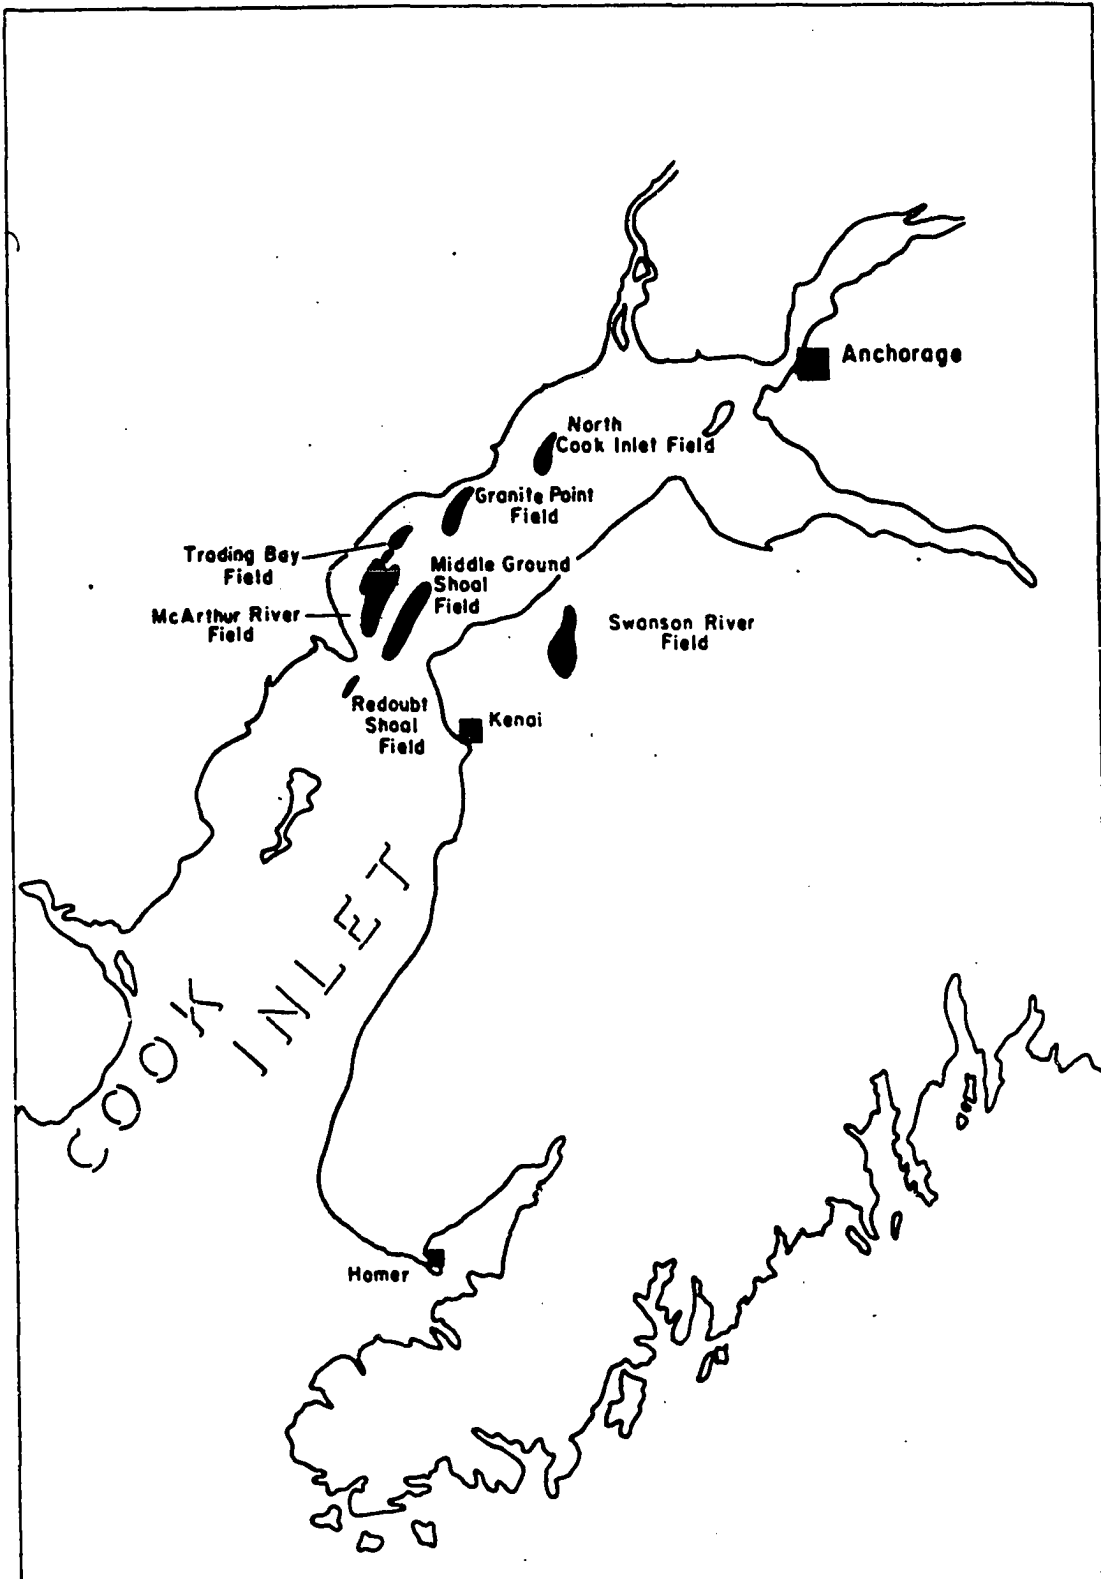 Anchorage
North
Cook Inlet Field
Granite Point
Field
Trading Bay
Field
Middle Ground
Shoal
Field
McArthur River
Field
Swanson River
Field
Redoubt
Shoal
Field
Kenai
COOK
INLET
Homer